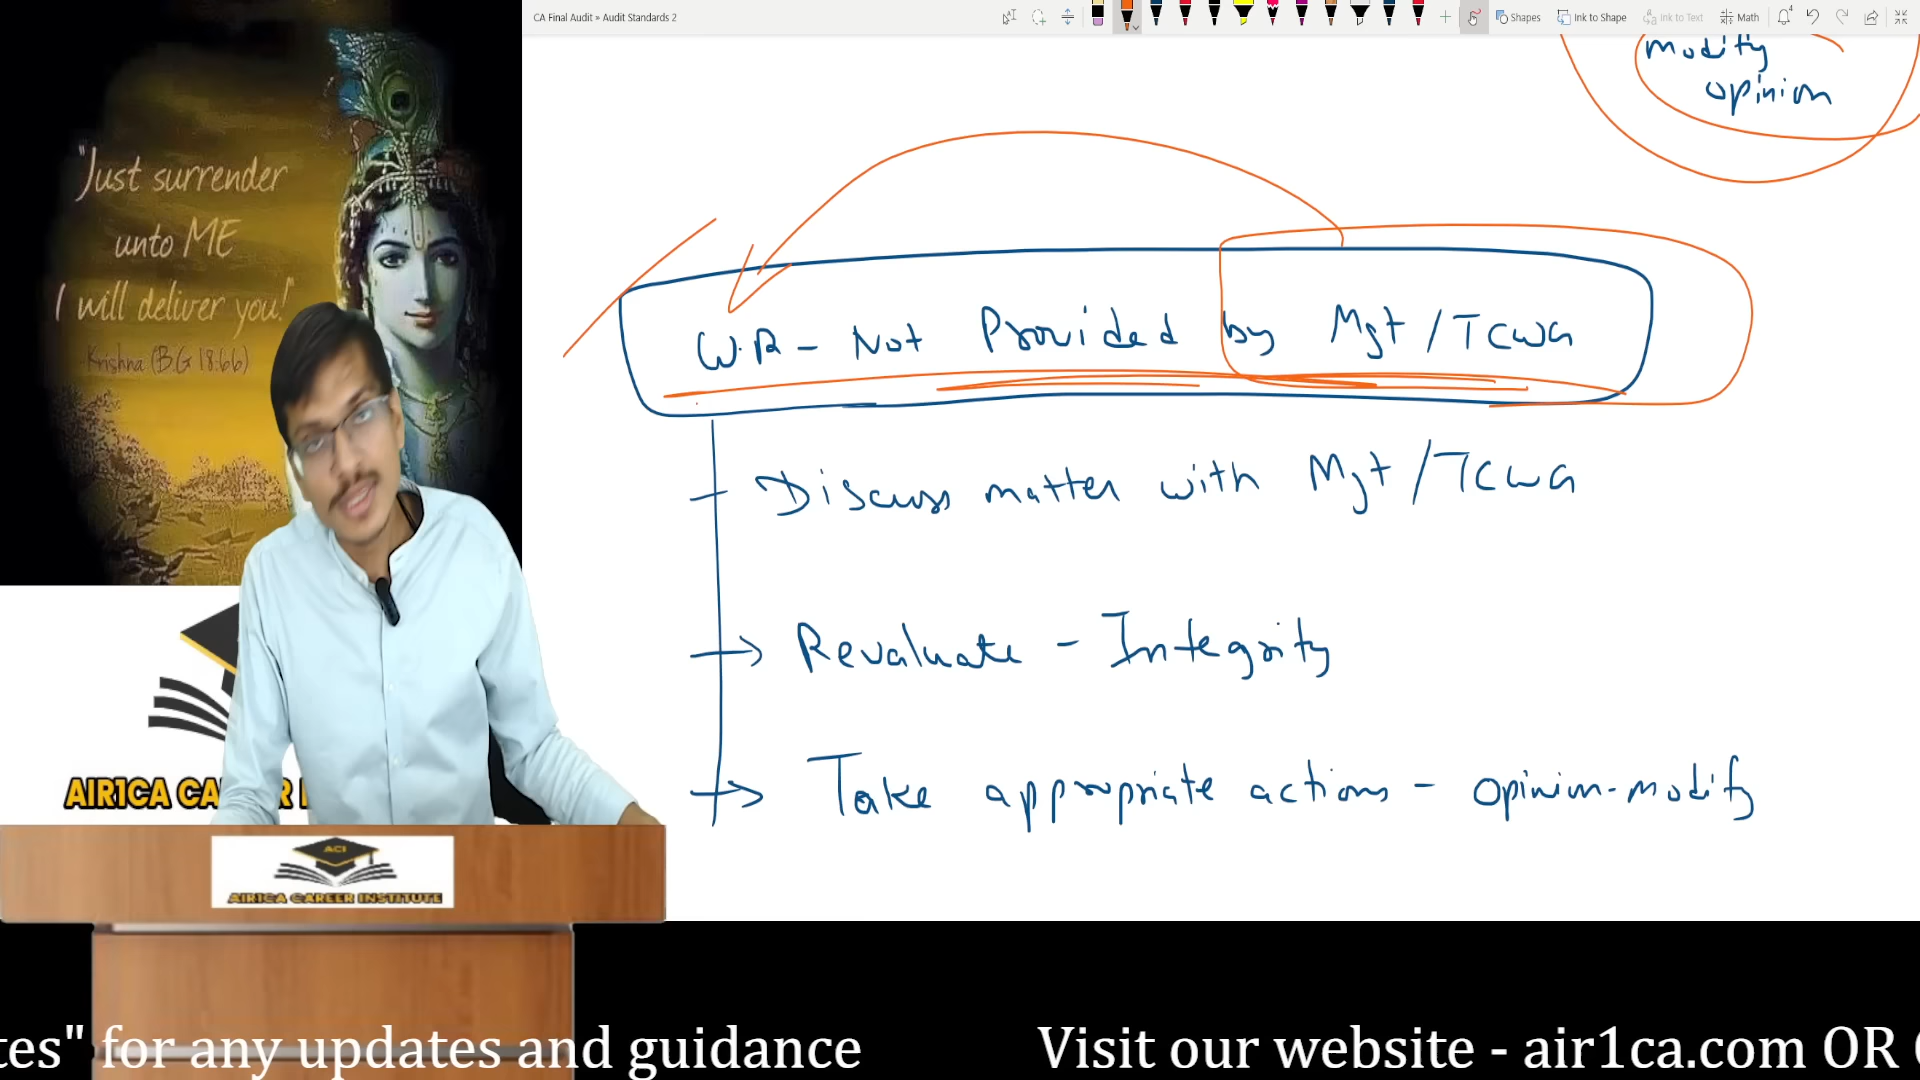 CA Final Audit » Audit Standards 2
Shapes
Ink to Shape
Ink to Text
Math
modify
opinion
"Just surrender
unto ME
I will deliver you!"
Krishna (B.G 18:66)
W.R - Not Provided by Mgt / TCWG
Discuss matter with Mgt / TCWG
Revaluate - Integrity
Take appropriate actions - opinion-modify
AIR1CA CA
R I
ACI
AIR1CA CAREER INSTITUTE
tes" for any updates and guidance
Visit our website - air1ca.com OR